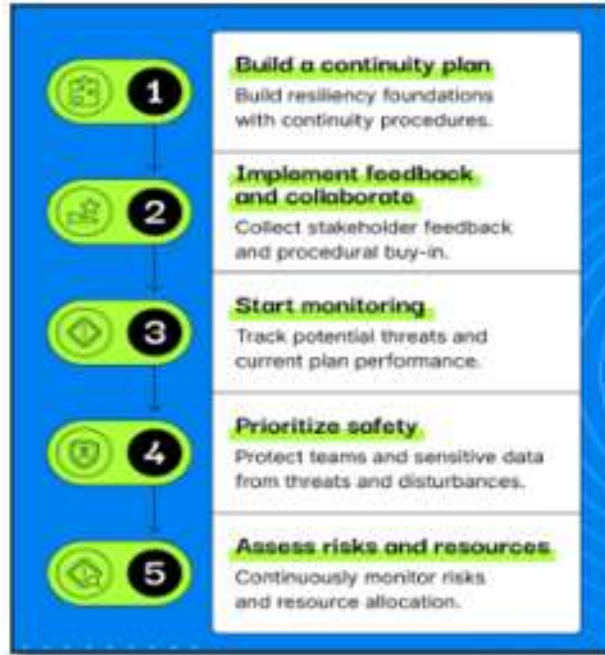 1
Build a continuity plan
Build resiliency foundations
with continuity procedures.
2
Implement feedback
and collaborate
Collect stakeholder feedback
and procedural buy-in.
3
Start monitoring
Track potential threats and
current plan performance.
4
Prioritize safety
Protect teams and sensitive data
from threats and disturbances.
5
Assess risks and resources
Continuously monitor risks
and resource allocation.